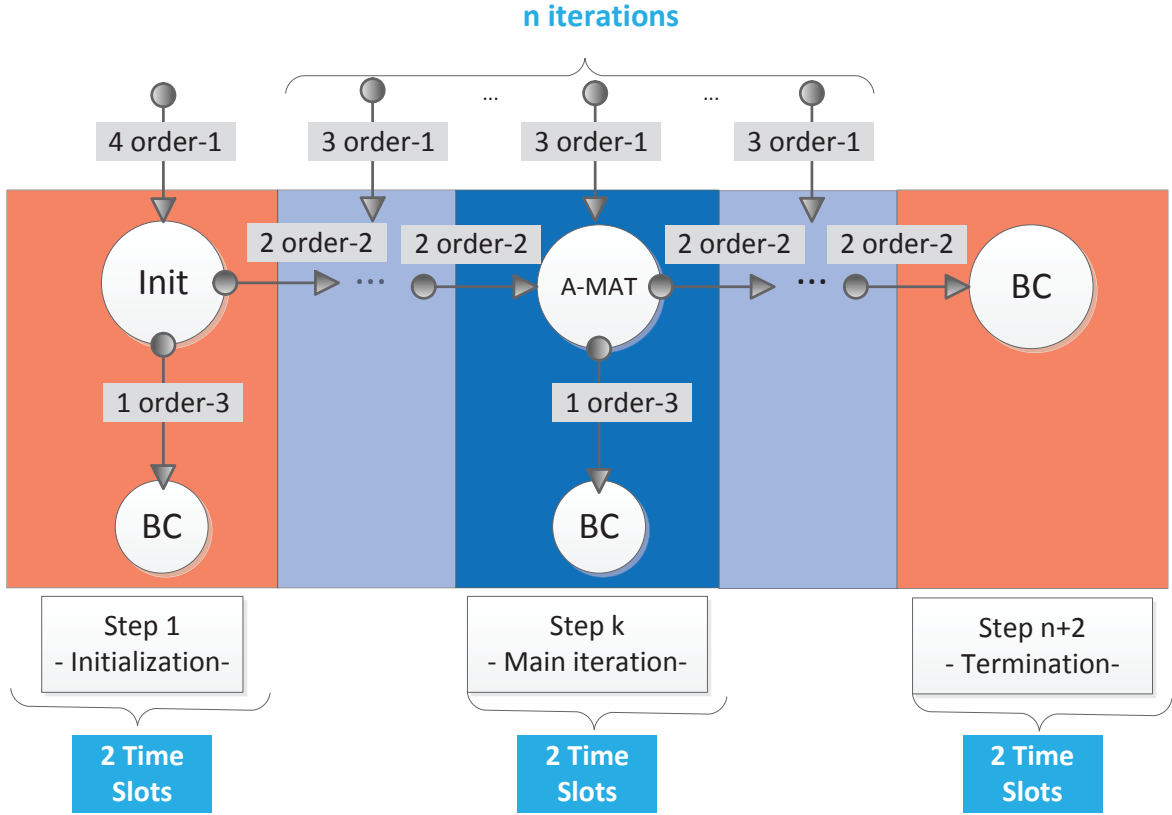 n iterations
... ...
4 order-1 3 order-1 3 order-1 3 order-1
2 order-2 2 order-2 2 order-2 2 order-2
Init ... A-MAT ... BC
1 order-3 1 order-3
BC BC
Step 1 Step k Step n+2
- Initialization- - Main iteration- - Termination-
2 Time 2 Time 2 Time
Slots Slots Slots